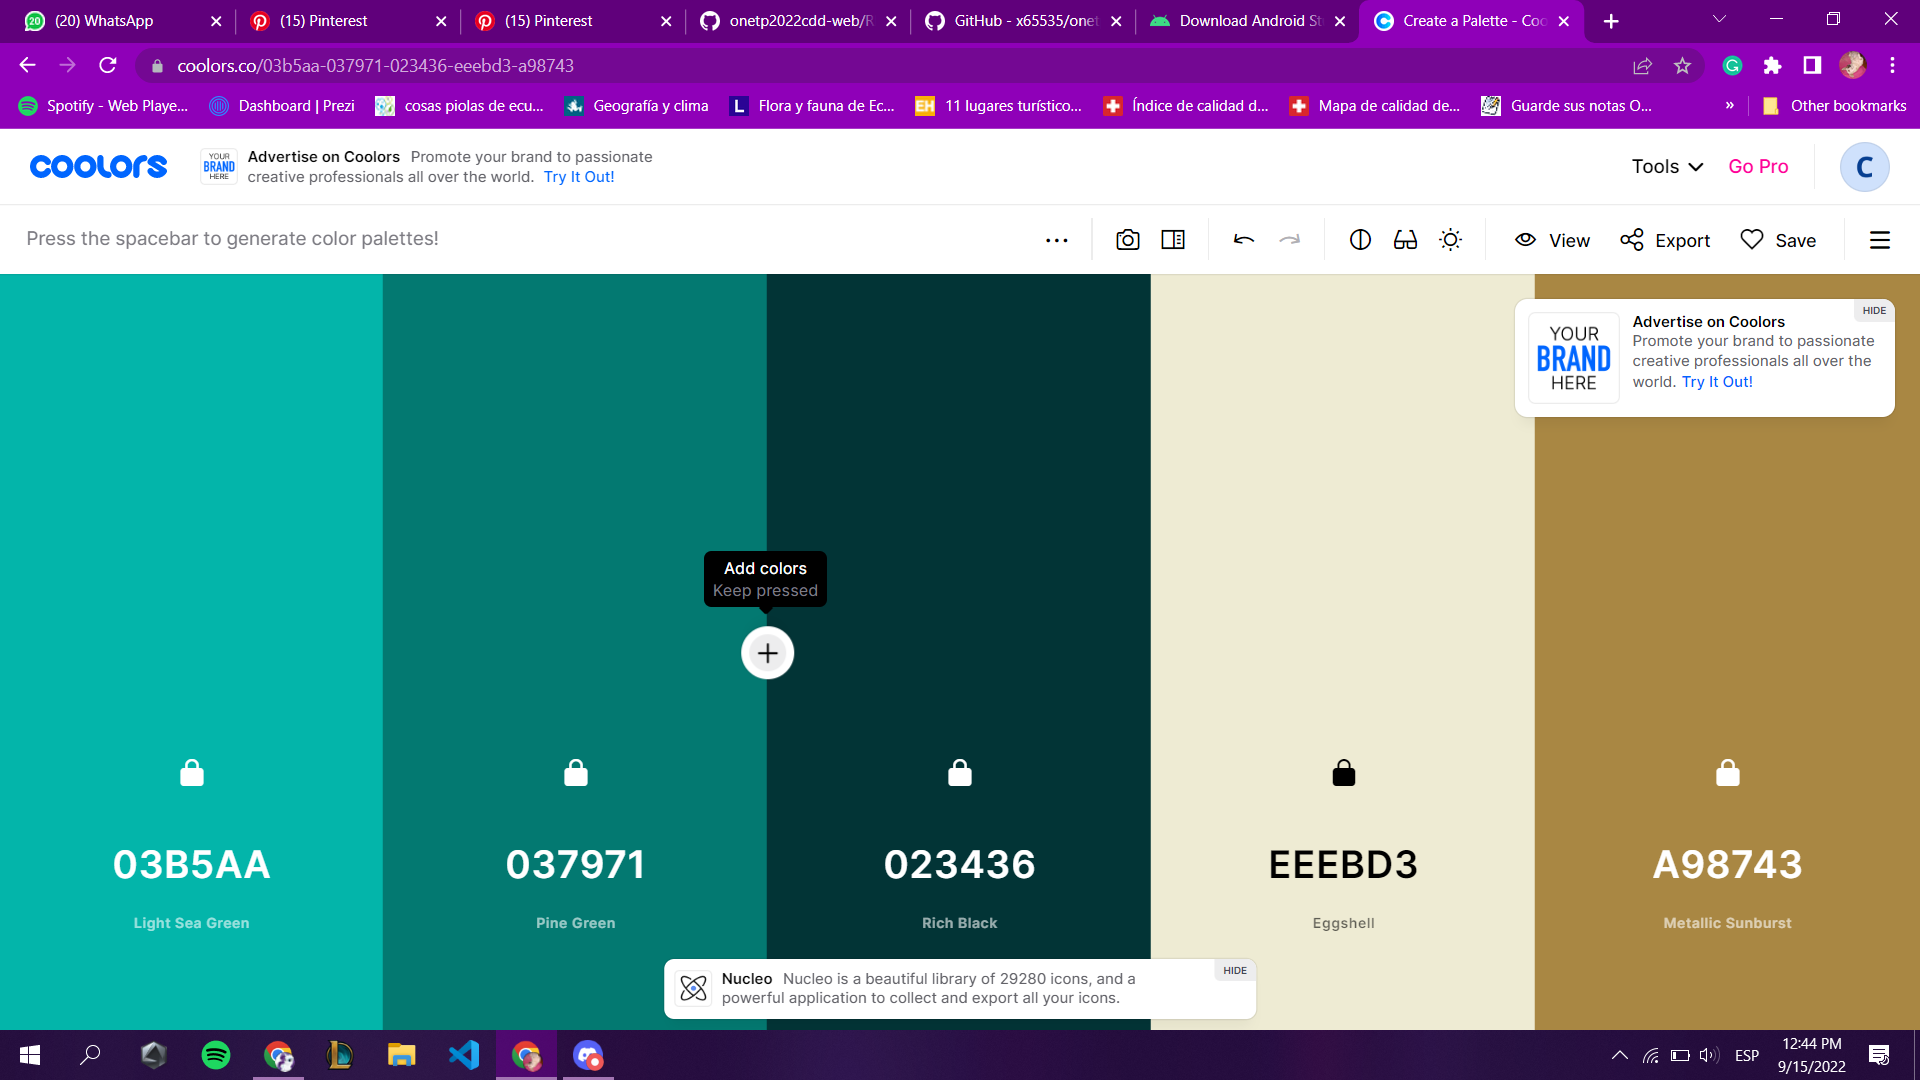 (20) WhatsApp
(15) Pinterest
(15) Pinterest
onetp2022cdd-web/R
GitHub - x65535/onet
Download Android St
Create a Palette - Coo
coolors.co/03b5aa-037971-023436-eeebd3-a98743
Spotify - Web Playe...
Dashboard | Prezi
cosas piolas de ecu...
Geografía y clima
Flora y fauna de Ec...
11 lugares turístico...
Índice de calidad d...
Mapa de calidad de...
Guarde sus notas O...
»
Other bookmarks
coolors
YOUR
BRAND
HERE
Advertise on Coolors Promote your brand to passionate
creative professionals all over the world. Try It Out!
Tools
Go Pro
C
Press the spacebar to generate color palettes!
View
Export
Save
HIDE
YOUR
BRAND
HERE
Advertise on Coolors
Promote your brand to passionate
creative professionals all over the
world. Try It Out!
Add colors
Keep pressed
03B5AA
Light Sea Green
037971
Pine Green
023436
Rich Black
EEEBD3
Eggshell
A98743
Metallic Sunburst
HIDE
Nucleo Nucleo is a beautiful library of 29280 icons, and a
powerful application to collect and export all your icons.
ESP
12:44 PM
9/15/2022